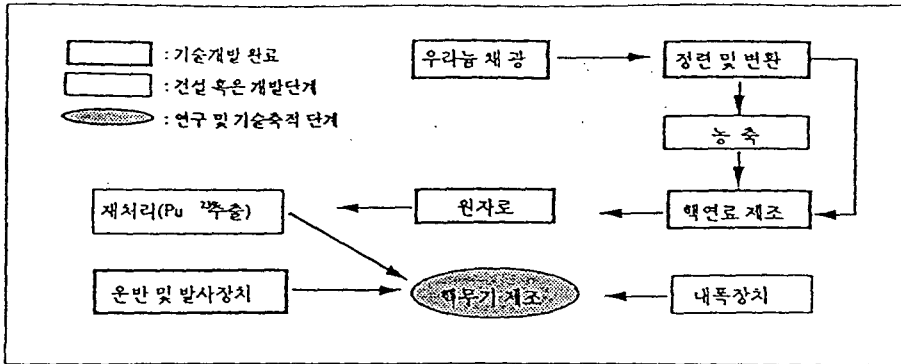 : 기술개발 완료
: 건설 혹은 개발단계
: 연구 및 기술축적 단계
우라늄 채 광
정련 및 변환
농 축
재처리(Pu 239추출)
원자로
핵연료 제조
운반 및 발사장치
핵무기 제조
내폭장치